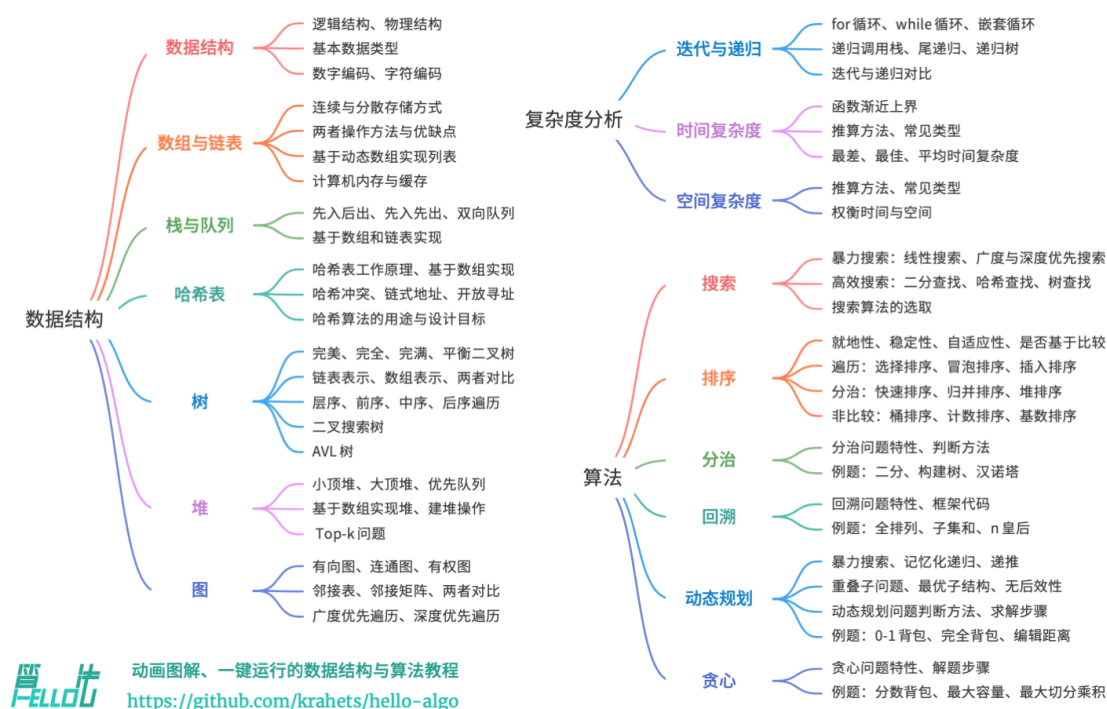 数据结构
数据结构
逻辑结构、物理结构
基本数据类型
数字编码、字符编码
数组与链表
连续与分散存储方式
两者操作方法与优缺点
基于动态数组实现列表
计算机内存与缓存
栈与队列
先入后出、先入先出、双向队列
基于数组和链表实现
哈希表
哈希表工作原理、基于数组实现
哈希冲突、链式地址、开放寻址
哈希算法的用途与设计目标
树
完美、完全、完满、平衡二叉树
链表表示、数组表示、两者对比
层序、前序、中序、后序遍历
二叉搜索树
AVL 树
堆
小顶堆、大顶堆、优先队列
基于数组实现堆、建堆操作
Top-k 问题
图
有向图、连通图、有权图
邻接表、邻接矩阵、两者对比
广度优先遍历、深度优先遍历
复杂度分析
迭代与递归
for 循环、while 循环、嵌套循环
递归调用栈、尾递归、递归树
迭代与递归对比
时间复杂度
函数渐近上界
推算方法、常见类型
最差、最佳、平均时间复杂度
空间复杂度
推算方法、常见类型
权衡时间与空间
算法
搜索
暴力搜索：线性搜索、广度与深度优先搜索
高效搜索：二分查找、哈希查找、树查找
搜索算法的选取
排序
就地性、稳定性、自适应性、是否基于比较
遍历：选择排序、冒泡排序、插入排序
分治：快速排序、归并排序、堆排序
非比较：桶排序、计数排序、基数排序
分治
分治问题特性、判断方法
例题：二分、构建树、汉诺塔
回溯
回溯问题特性、框架代码
例题：全排列、子集和、n 皇后
动态规划
暴力搜索、记忆化递归、递推
重叠子问题、最优子结构、无后效性
动态规划问题判断方法、求解步骤
例题：0-1 背包、完全背包、编辑距离
贪心
贪心问题特性、解题步骤
例题：分数背包、最大容量、最大切分乘积
算法
HELLO
动画图解、一键运行的数据结构与算法教程
https://github.com/krahets/hello-algo